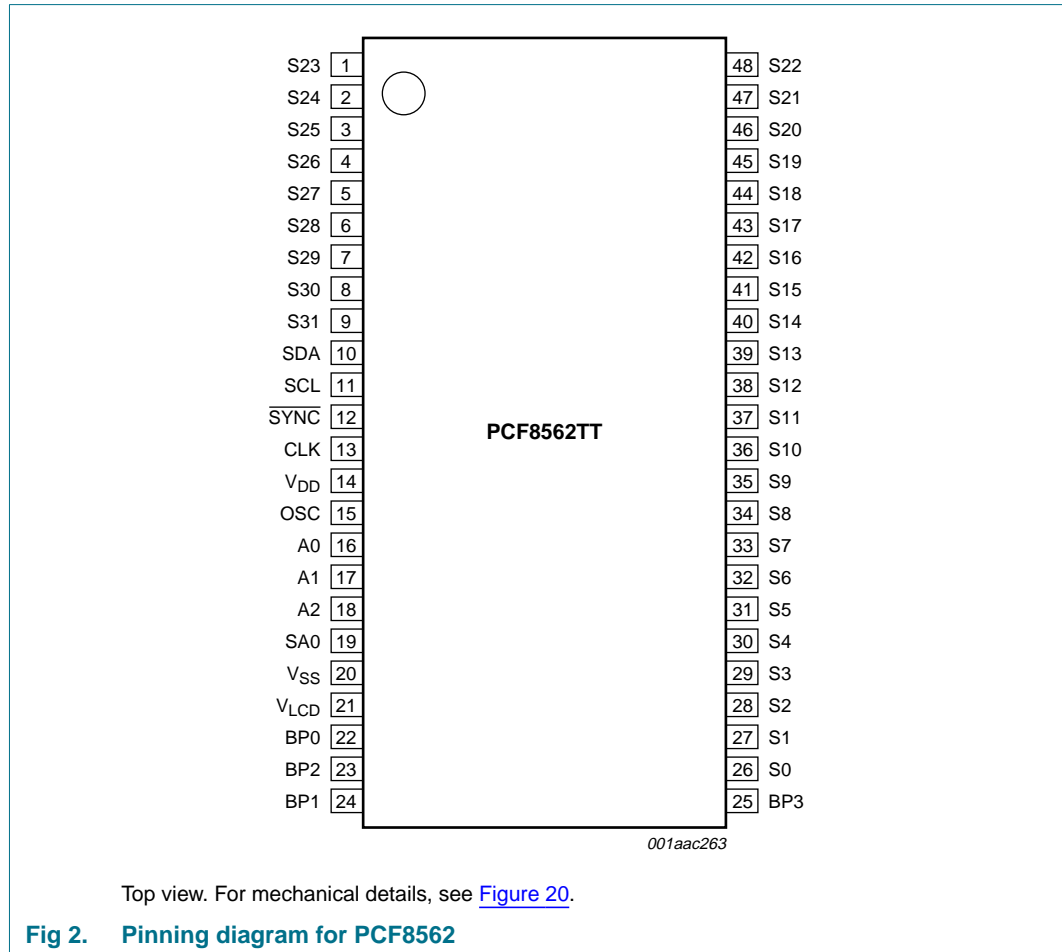 S23 1 48 S22
S24 2 47 S21
S25 3 46 S20
S26 4 45 S19
S27 5 44 S18
S28 6 43 S17
S29 7 42 S16
S30 8 41 S15
S31 9 40 S14
SDA 10 39 S13
SCL 11 38 S12
SYNC 12 37 S11
PCF8562TT
CLK 13 36 S10
VDD 14 35 S9
OSC 15 34 S8
A0 16 33 S7
A1 17 32 S6
A2 18 31 S5
SA0 19 30 S4
VSS 20 29 S3
VLCD 21 28 S2
BP0 22 27 S1
BP2 23 26 S0
BP1 24 25 BP3
001aac263
Top view. For mechanical details, see Figure 20.
Fig 2. Pinning diagram for PCF8562